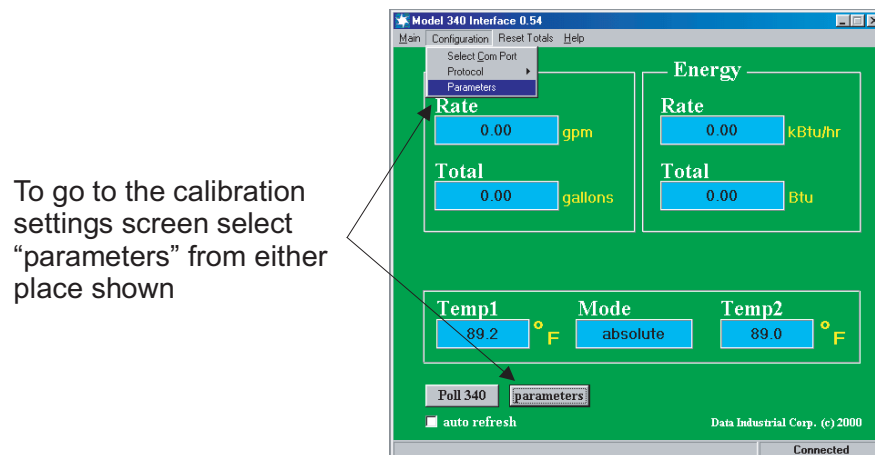 Model 340 Interface 0.54
Main Configuration Reset Totals Help
Select Com Port
Protocol
Parameters
Energy
Rate
Rate
0.00 gpm
0.00 kBtu/hr
Total
Total
0.00 gallons
0.00 Btu
To go to the calibration
settings screen select
“parameters” from either
place shown
Temp1 Mode Temp2
89.2 °F absolute 89.0 °F
Poll 340 parameters
auto refresh Data Industrial Corp. (c) 2000
Connected